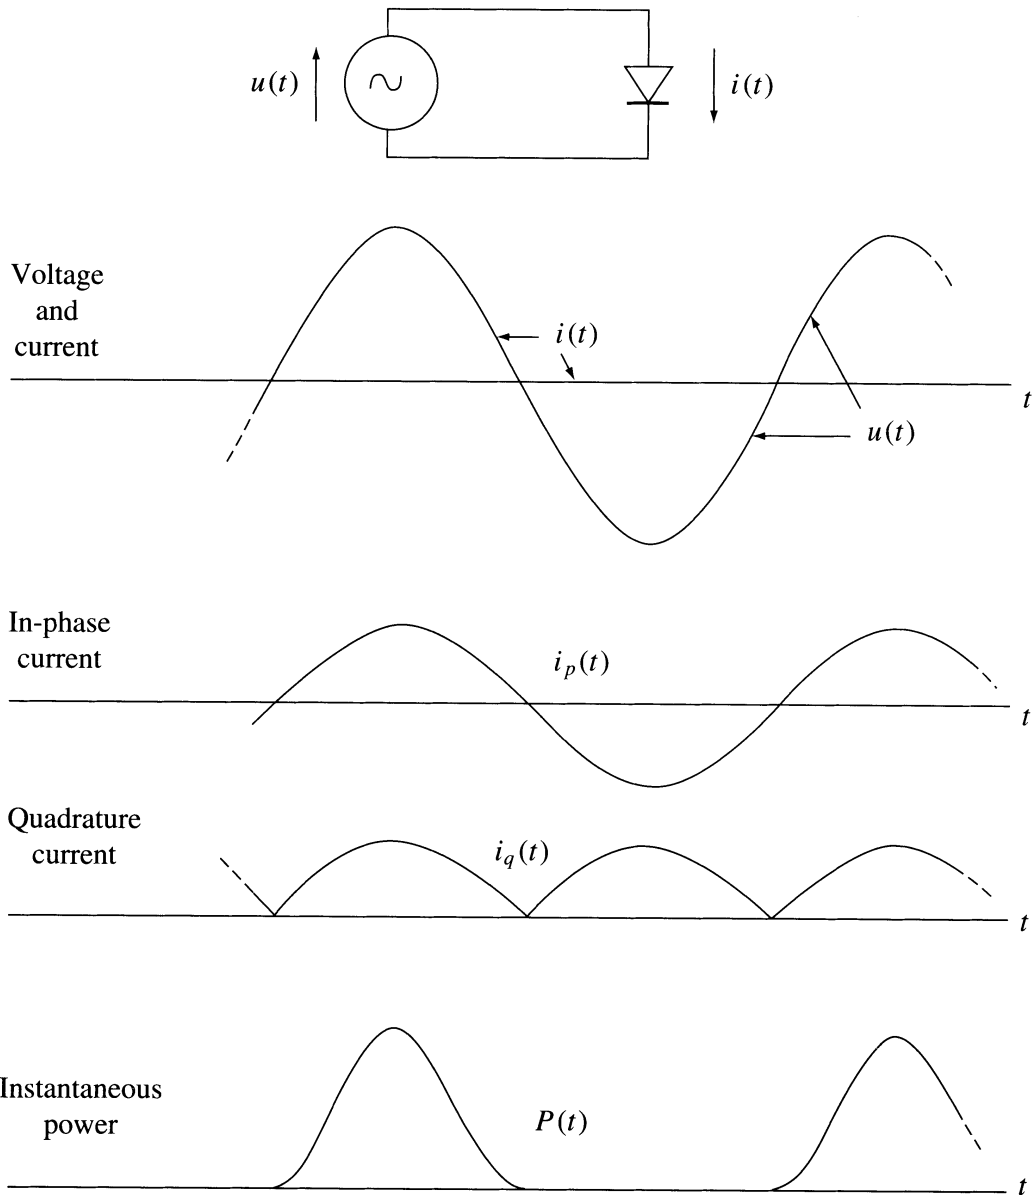 u(t)
i(t)
Voltage
and
current
i(t)
t
u(t)
In-phase
current
i_p(t)
t
Quadrature
current
i_q(t)
t
Instantaneous
power
P(t)
t